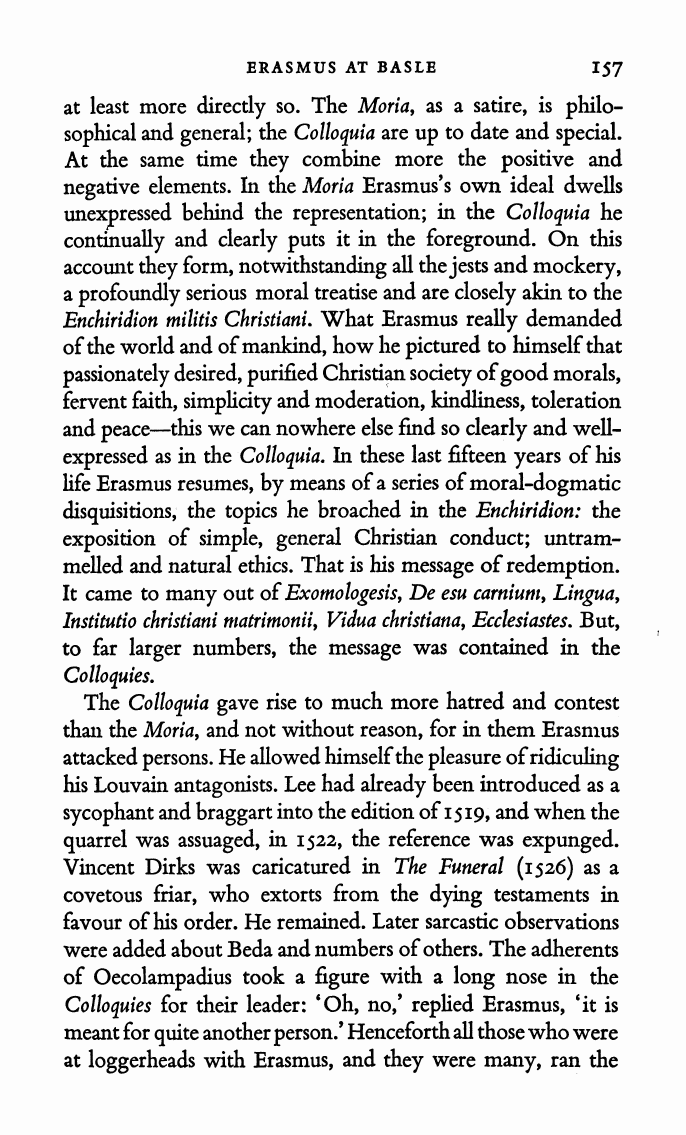 ERASMUS AT BASLE 157
at least more directly so. The Moria, as a satire, is philo-
sophical and general; the Colloquia are up to date and special.
At the same time they combine more the positive and
negative elements. In the Moria Erasmus's own ideal dwells
unexpressed behind the representation; in the Colloquia he
continually and clearly puts it in the foreground. On this
account they form, notwithstanding all the jests and mockery,
a profoundly serious moral treatise and are closely akin to the
Enchiridion militis Christiani. What Erasmus really demanded
of the world and of mankind, how he pictured to himself that
passionately desired, purified Christian society of good morals,
fervent faith, simplicity and moderation, kindliness, toleration
and peace—this we can nowhere else find so clearly and well-
expressed as in the Colloquia. In these last fifteen years of his
life Erasmus resumes, by means of a series of moral-dogmatic
disquisitions, the topics he broached in the Enchiridion: the
exposition of simple, general Christian conduct; untram-
melled and natural ethics. That is his message of redemption.
It came to many out of Exomologesis, De esu carnium, Lingua,
Institutio christiani matrimonii, Vidua christiana, Ecclesiastes. But,
to far larger numbers, the message was contained in the
Colloquies.
The Colloquia gave rise to much more hatred and contest
than the Moria, and not without reason, for in them Erasmus
attacked persons. He allowed himself the pleasure of ridiculing
his Louvain antagonists. Lee had already been introduced as a
sycophant and braggart into the edition of 1519, and when the
quarrel was assuaged, in 1522, the reference was expunged.
Vincent Dirks was caricatured in The Funeral (1526) as a
covetous friar, who extorts from the dying testaments in
favour of his order. He remained. Later sarcastic observations
were added about Beda and numbers of others. The adherents
of Oecolampadius took a figure with a long nose in the
Colloquies for their leader: 'Oh, no,' replied Erasmus, 'it is
meant for quite another person.' Henceforth all those who were
at loggerheads with Erasmus, and they were many, ran the